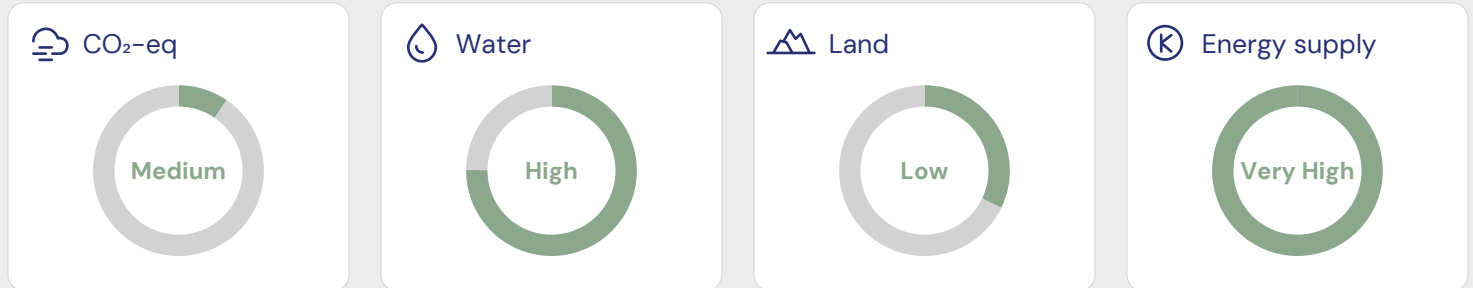 CO₂-eq
Medium
Water
High
Land
Low
Energy supply
Very High